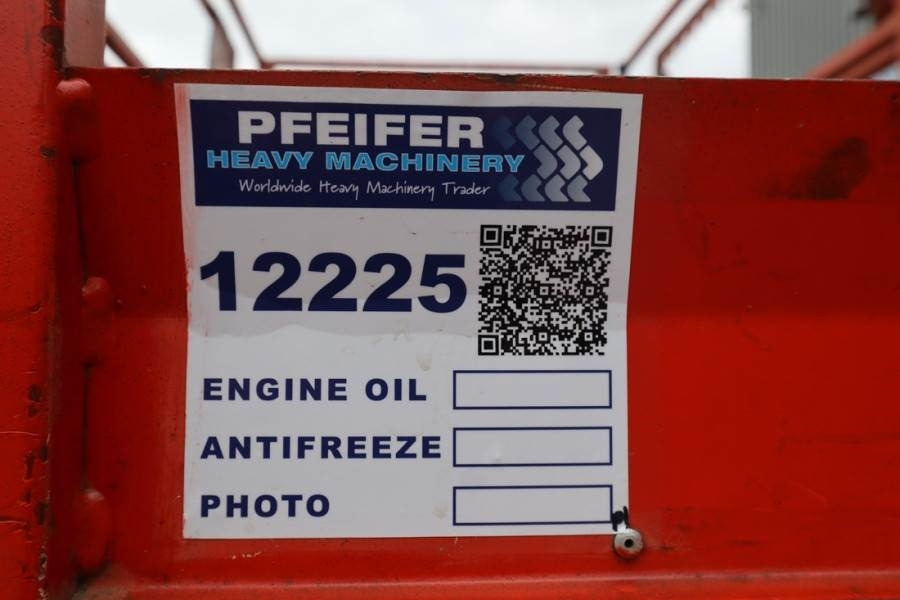 PFEIFER
HEAVY MACHINERY
Worldwide Heavy Machinery Trader
12225
ENGINE OIL
ANTIFREEZE
PHOTO